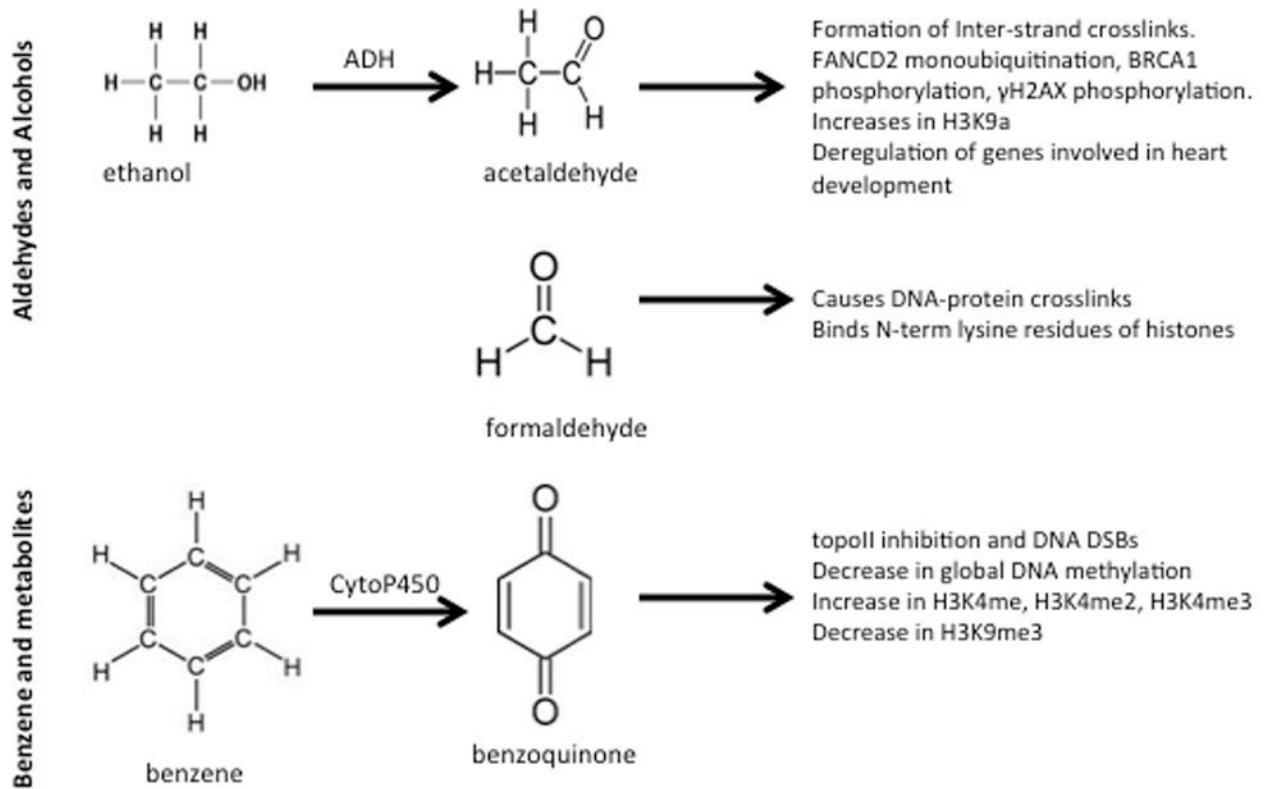 Aldehydes and Alcohols
H H
H C C OH
H H
ethanol
ADH
H O
H C C
H H
acetaldehyde
Formation of Inter-strand crosslinks.
FANCD2 monoubiquitination, BRCA1
phosphorylation, γH2AX phosphorylation.
Increases in H3K9a
Deregulation of genes involved in heart
development
O
C
H H
formaldehyde
Causes DNA-protein crosslinks
Binds N-term lysine residues of histones
Benzene and metabolites
H
H C H
C C
C C
H C H
H
benzene
CytoP450
O
O
benzoquinone
topoII inhibition and DNA DSBs
Decrease in global DNA methylation
Increase in H3K4me, H3K4me2, H3K4me3
Decrease in H3K9me3